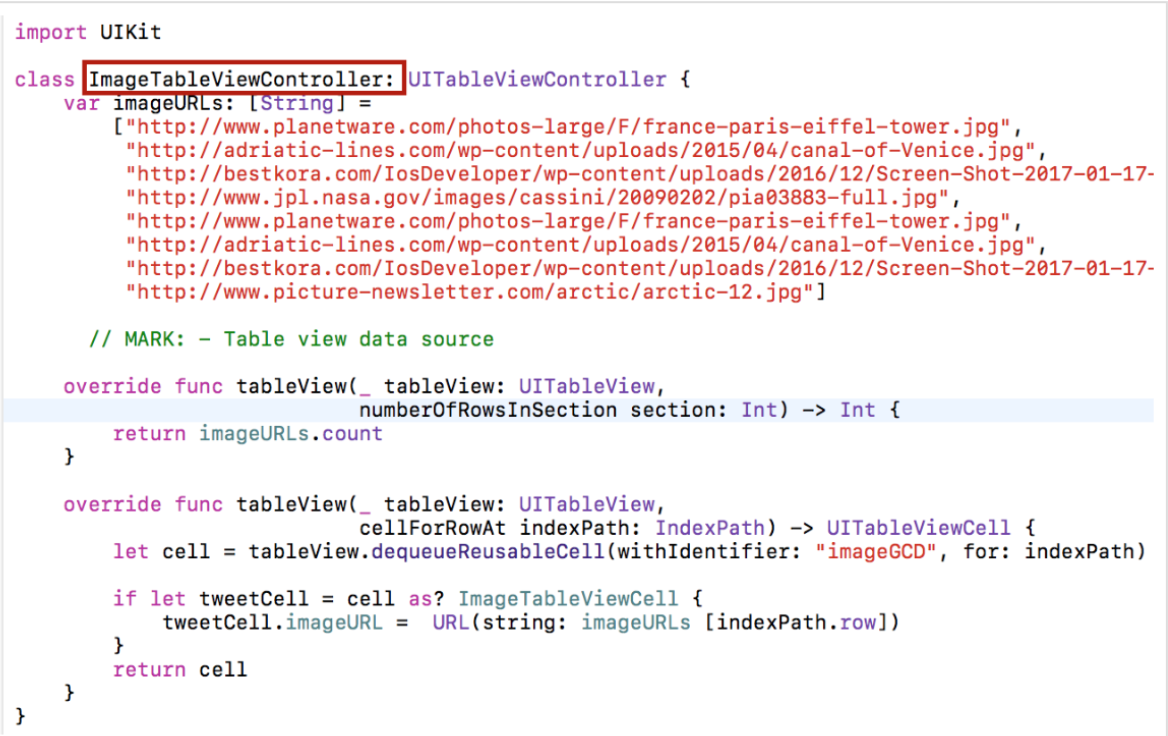 import UIKit
class ImageTableViewController: UITableViewController {
var imageURLs: [String] =
["http://www.planetware.com/photos-large/F/france-paris-eiffel-tower.jpg",
"http://adriatic-lines.com/wp-content/uploads/2015/04/canal-of-Venice.jpg",
"http://bestkora.com/IosDeveloper/wp-content/uploads/2016/12/Screen-Shot-2017-01-17-
"http://www.jpl.nasa.gov/images/cassini/20090202/pia03883-full.jpg",
"http://www.planetware.com/photos-large/F/france-paris-eiffel-tower.jpg",
"http://adriatic-lines.com/wp-content/uploads/2015/04/canal-of-Venice.jpg",
"http://bestkora.com/IosDeveloper/wp-content/uploads/2016/12/Screen-Shot-2017-01-17-
"http://www.picture-newsletter.com/arctic/arctic-12.jpg"]
// MARK: – Table view data source
override func tableView(_ tableView: UITableView,
numberOfRowsInSection section: Int) -> Int {
return imageURLs.count
}
override func tableView(_ tableView: UITableView,
cellForRowAt indexPath: IndexPath) -> UITableViewCell {
let cell = tableView.dequeueReusableCell(withIdentifier: "imageGCD", for: indexPath)
if let tweetCell = cell as? ImageTableViewCell {
tweetCell.imageURL =  URL(string: imageURLs [indexPath.row])
}
return cell
}
}